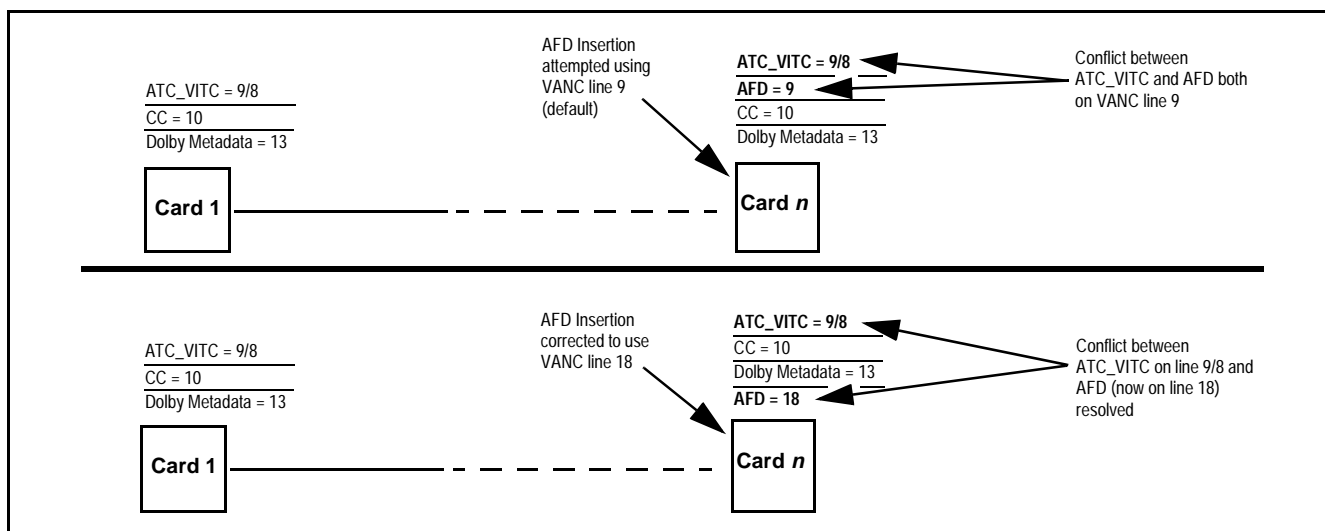 ATC_VITC = 9/8
CC = 10
Dolby Metadata = 13
Card 1
AFD Insertion
attempted using
VANC line 9
(default)
ATC_VITC = 9/8
AFD = 9
CC = 10
Dolby Metadata = 13
Card n
Conflict between
ATC_VITC and AFD both
on VANC line 9
ATC_VITC = 9/8
CC = 10
Dolby Metadata = 13
Card 1
AFD Insertion
corrected to use
VANC line 18
ATC_VITC = 9/8
CC = 10
Dolby Metadata = 13
AFD = 18
Card n
Conflict between
ATC_VITC on line 9/8 and
AFD (now on line 18)
resolved